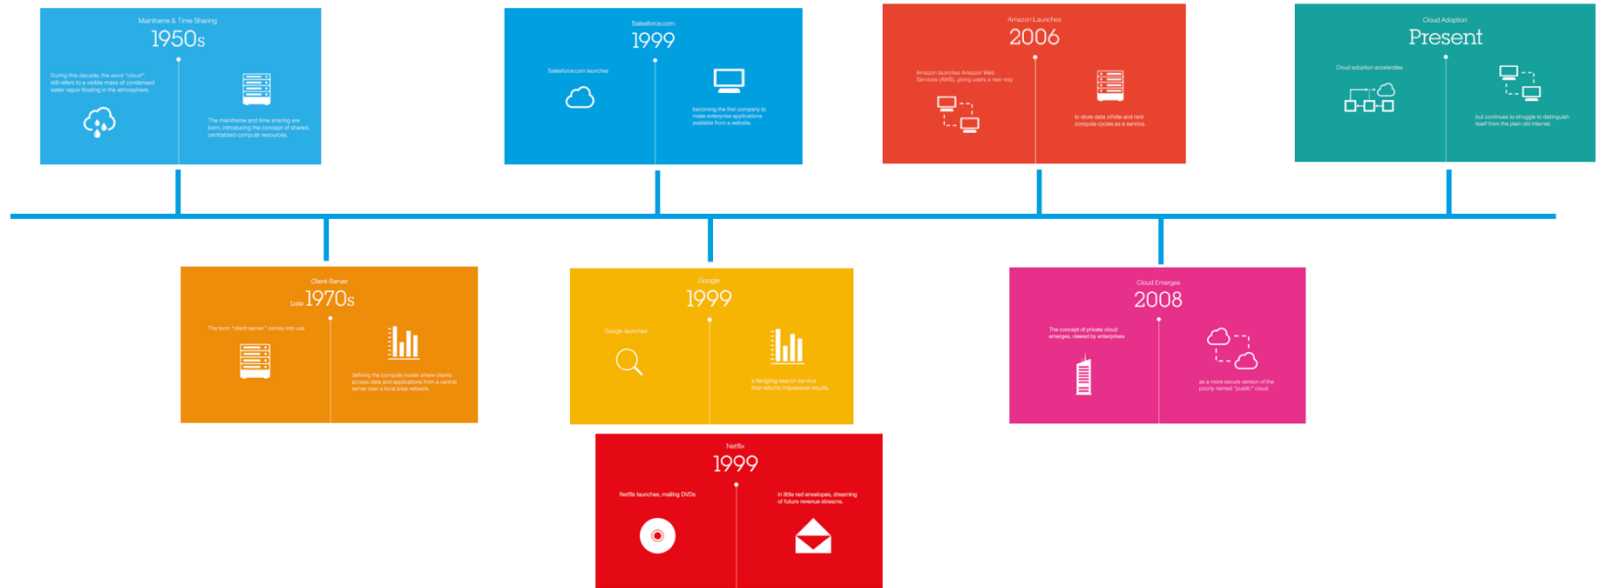 Mainframe & Time Sharing
1950s
During this decade, the word "cloud"
still refers to a visible mass of condensed
water vapor floating in the atmosphere.
The mainframe and time sharing are
born, introducing the concept of shared,
centralized compute resources.
Salesforce.com
1999
Salesforce.com launches
becoming the first company to
make enterprise applications
available from a website.
Amazon Launches
2006
Amazon launches Amazon Web
Services (AWS), giving users a new way
to store data offsite and rent
compute cycles as a service.
Cloud Adoption
Present
Cloud adoption accelerates
but continues to struggle to distinguish
itself from the plain old internet.
Client-Server
Late 1970s
The term "client-server" comes into use
defining the compute model where clients
access data and applications from a central
server over a local area network.
Google
1999
Google launches
a fledgling search service
that returns impressive results.
Cloud Emerges
2008
The concept of private cloud
emerges, viewed by enterprises
as a more secure version of the
poorly named "public" cloud.
Netflix
1999
Netflix launches, mailing DVDs
in little red envelopes, dreaming
of future revenue streams.